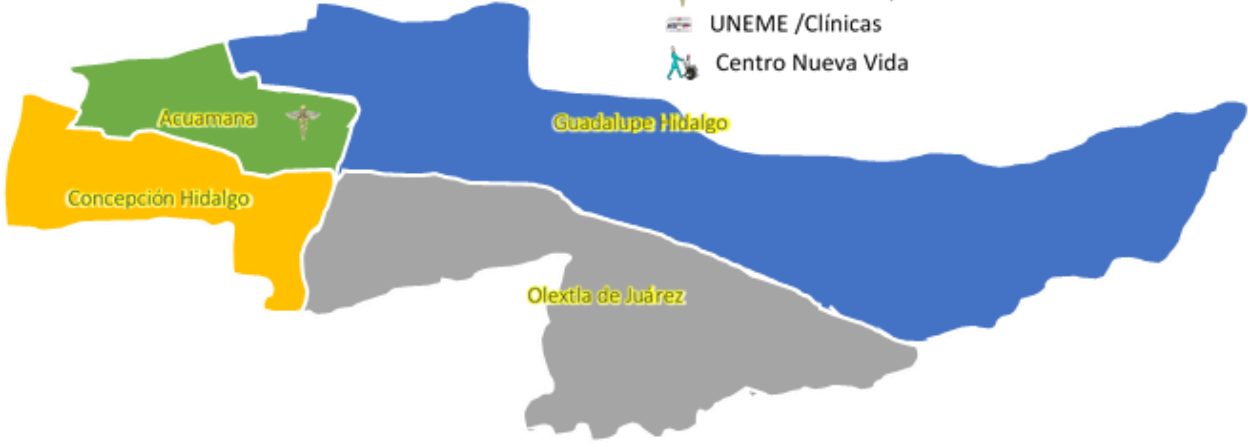 UNEME /Clínicas
Centro Nueva Vida
Acuamana
Guadalupe Hidalgo
Concepción Hidalgo
Olextla de Juárez